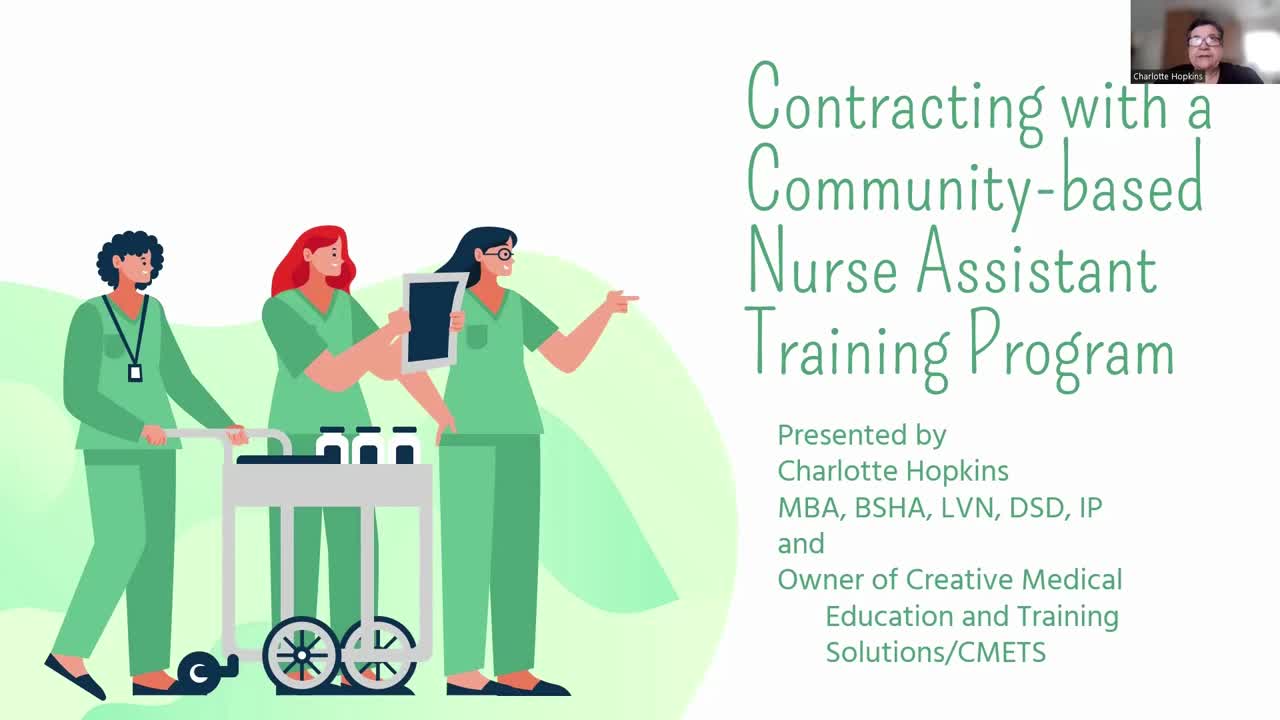 Charlotte Hopkins
Contracting with a
Community-based
Nurse Assistant
Training Program
Presented by
Charlotte Hopkins
MBA, BSHA, LVN, DSD, IP
and
Owner of Creative Medical
Education and Training
Solutions/CMETS